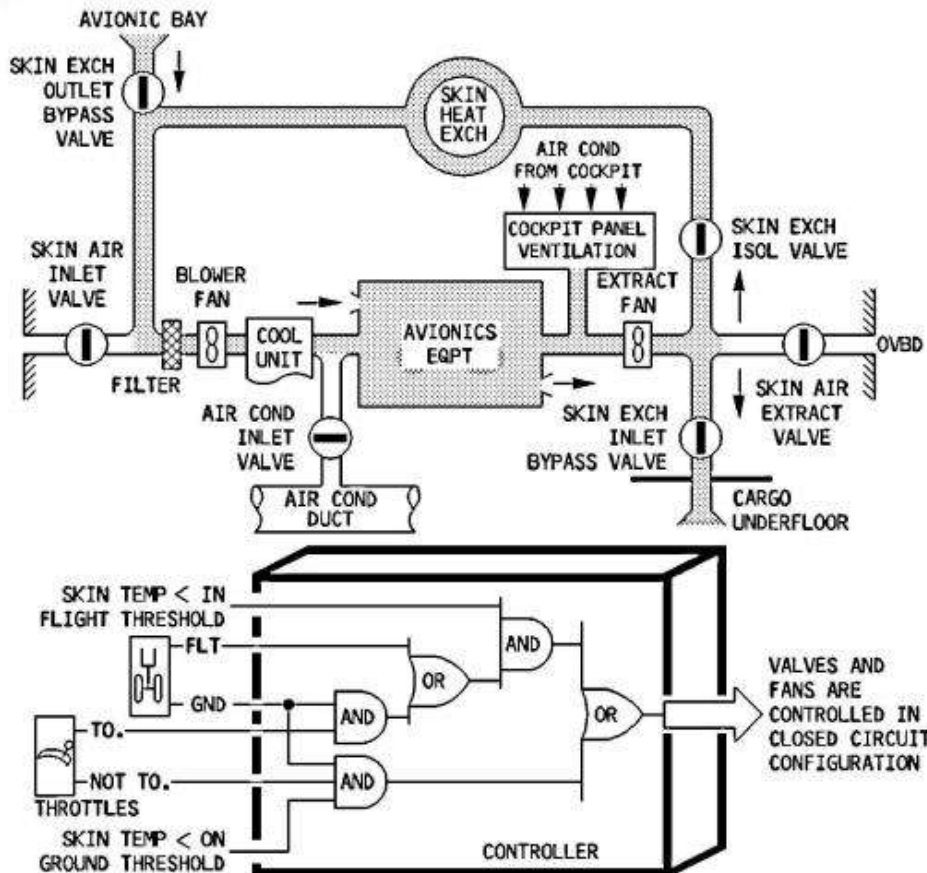 AVIONIC BAY
SKIN EXCH
OUTLET
BYPASS
VALVE
SKIN
HEAT
EXCH
AIR COND
FROM COCKPIT
COCKPIT PANEL
VENTILATION
SKIN EXCH
ISOL VALVE
SKIN AIR
INLET
VALVE
BLOWER
FAN
EXTRACT
FAN
COOL
UNIT
AVIONICS
EQPT
OVBD
FILTER
AIR COND
INLET
VALVE
SKIN EXCH
INLET
BYPASS VALVE
SKIN AIR
EXTRACT
VALVE
AIR COND
DUCT
CARGO
UNDERFLOOR
SKIN TEMP < IN
FLIGHT THRESHOLD
FLT
GND
AND
OR
AND
OR
AND
TO.
NOT TO.
THROTTLES
SKIN TEMP < ON
GROUND THRESHOLD
CONTROLLER
VALVES AND
FANS ARE
CONTROLLED IN
CLOSED CIRCUIT
CONFIGURATION